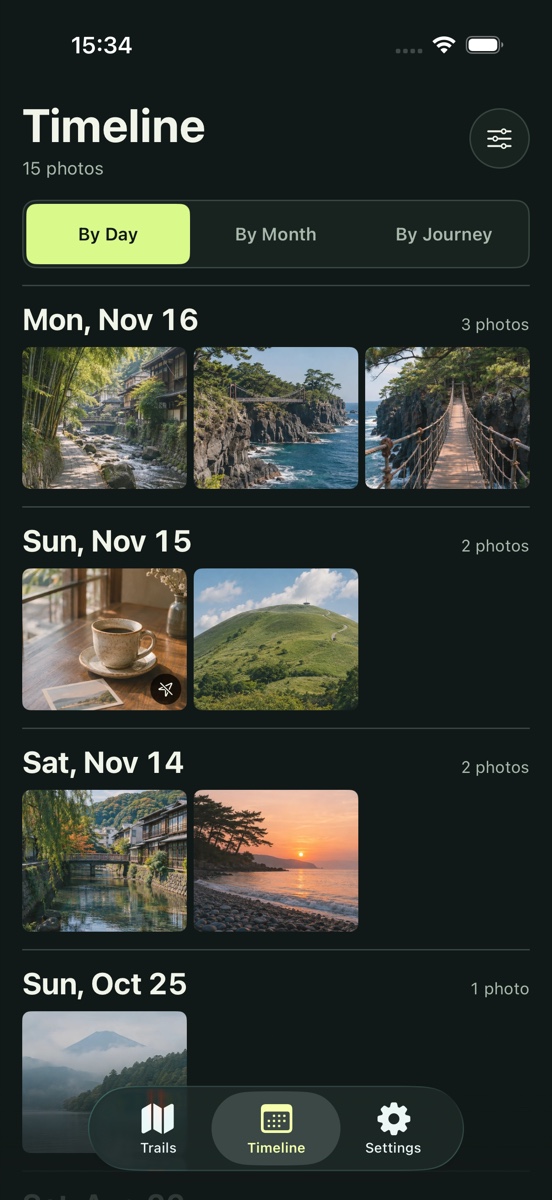 15:34
Timeline
15 photos
By Day
By Month
By Journey
Mon, Nov 16
3 photos
Sun, Nov 15
2 photos
Sat, Nov 14
2 photos
Sun, Oct 25
1 photo
Trails
Timeline
Settings